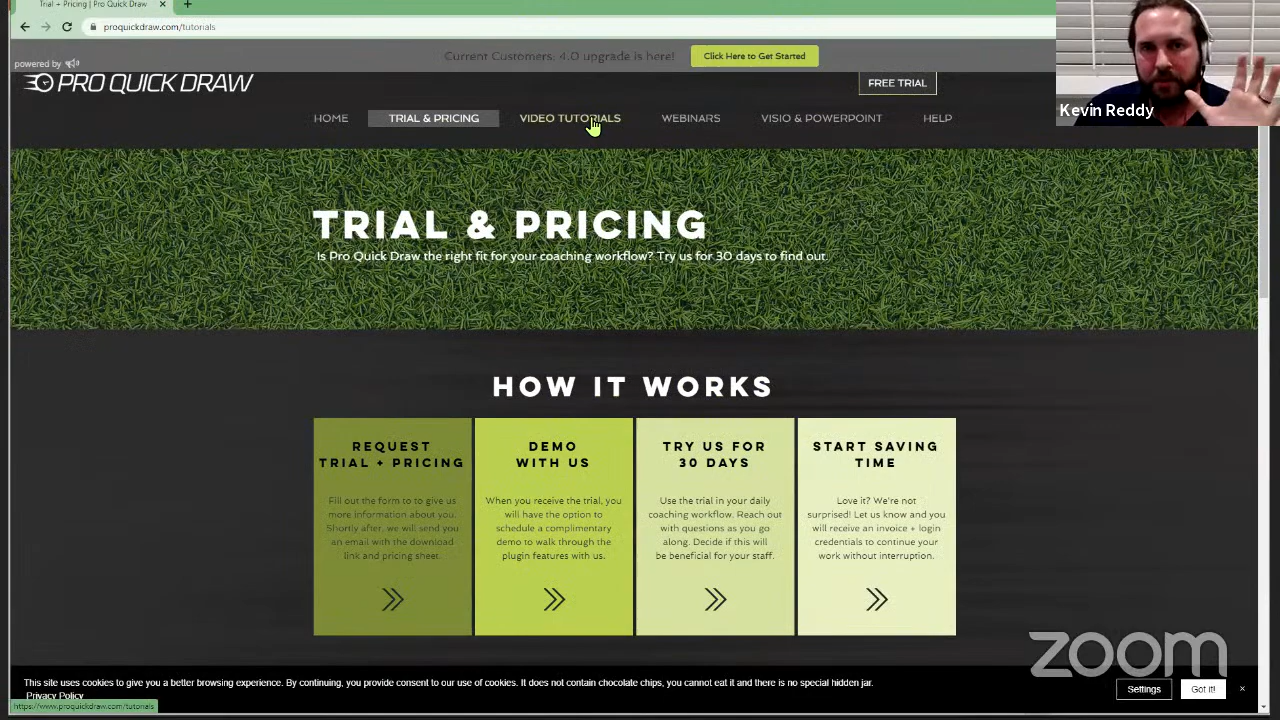 Trial + Pricing | Pro Quick Draw
proquickdraw.com/tutorials
Current Customers: 4.0 upgrade is here!
Click Here to Get Started
powered by
PRO QUICK DRAW
FREE TRIAL
Kevin Reddy
HOME
TRIAL & PRICING
VIDEO TUTORIALS
WEBINARS
VISIO & POWERPOINT
HELP
TRIAL & PRICING
Is Pro Quick Draw the right fit for your coaching workflow? Try us for 30 days to find out.
HOW IT WORKS
REQUEST
TRIAL + PRICING
Fill out the form to to give us
more information about you.
Shortly after, we will send you
an email with the download
link and pricing sheet.
DEMO
WITH US
When you receive the trial, you
will have the option to
schedule a complimentary
demo to walk through the
plugin features with us.
TRY US FOR
30 DAYS
Use the trial in your daily
coaching workflow. Reach out
with questions as you go
along. Decide if this will
be beneficial for your staff.
START SAVING
TIME
Love it? We're not
surprised! Let us know and you
will receive an invoice + login
credentials to continue your
work without interruption.
zoom
This site uses cookies to give you a better browsing experience. By continuing, you provide consent to our use of cookies. It does not contain chocolate chips, you cannot eat it and there is no special hidden jar.
Privacy Policy
Settings
Got it!
https://www.proquickdraw.com/tutorials